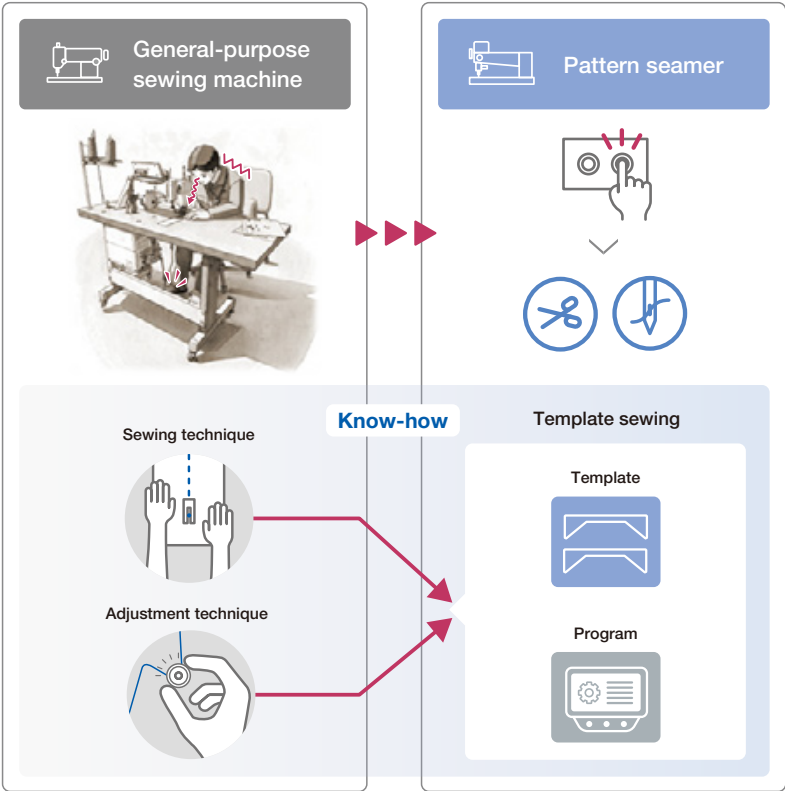 General-purpose
sewing machine
Pattern seamer
Know-how
Sewing technique
Adjustment technique
Template sewing
Template
Program